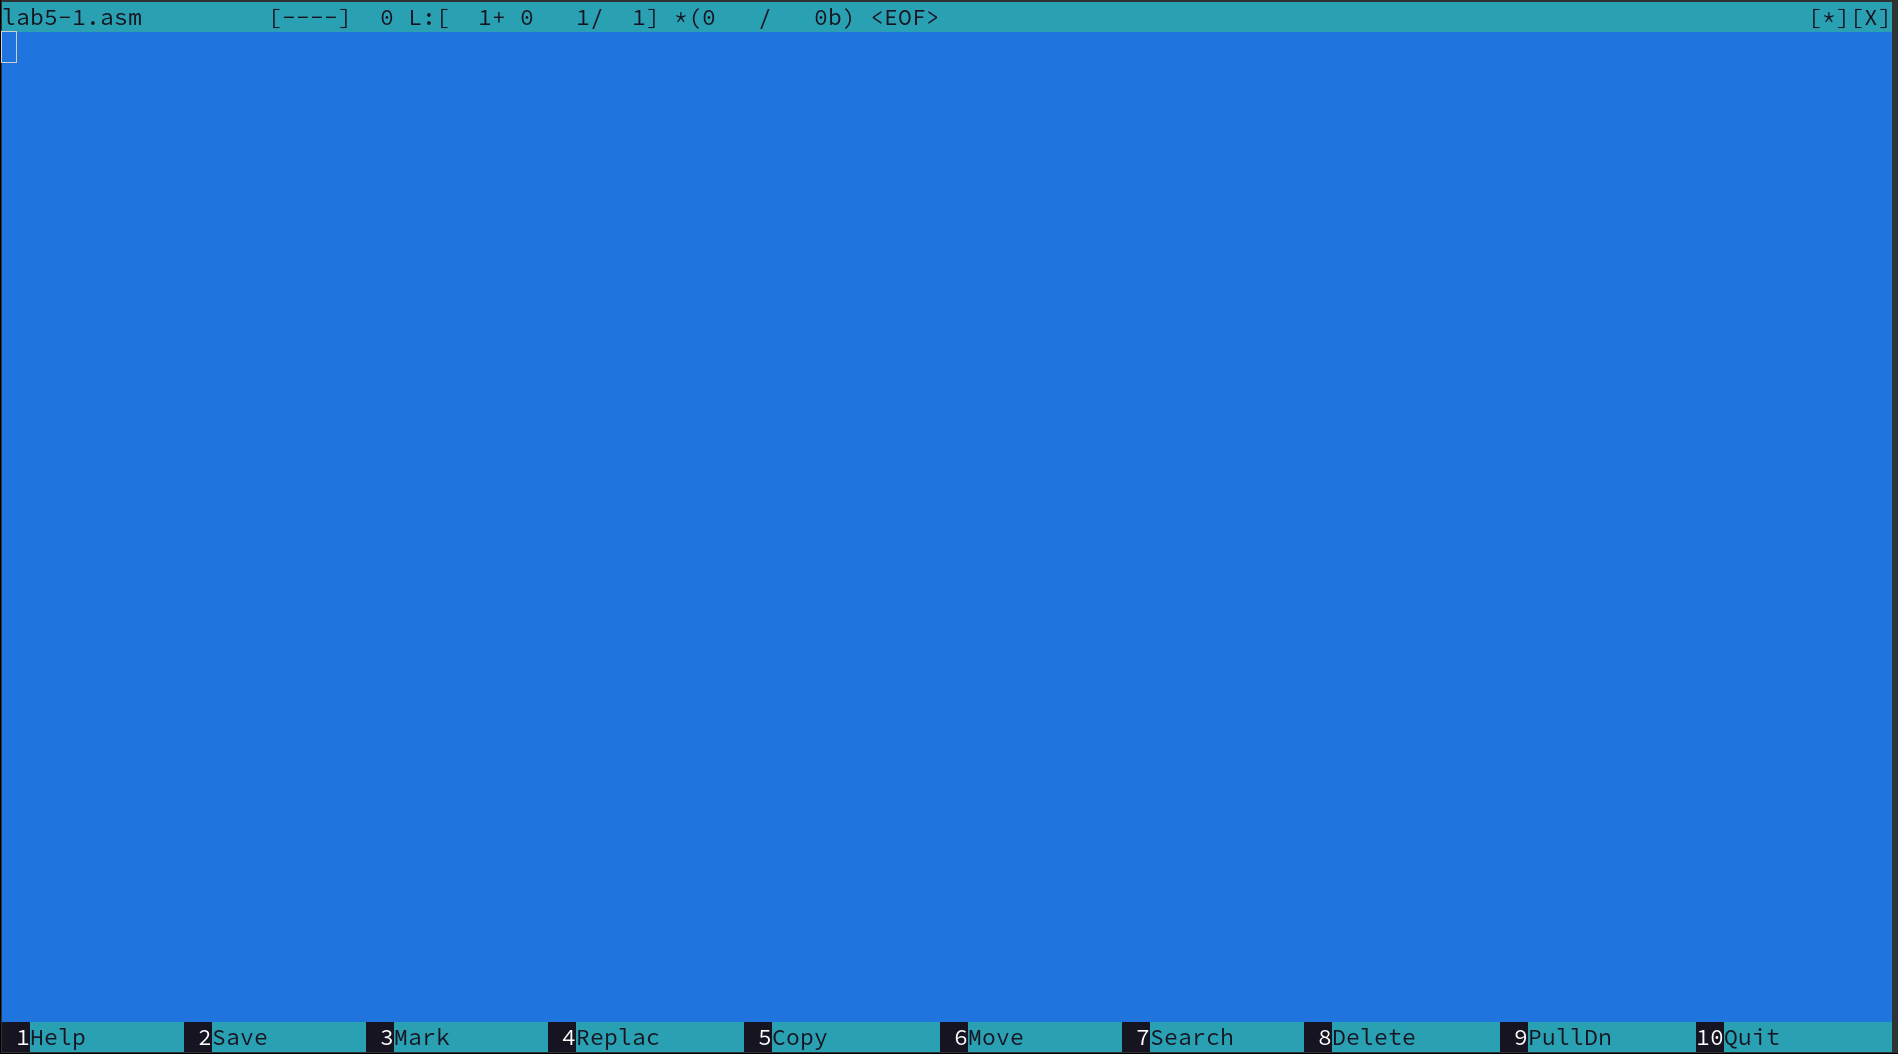 lab5-1.asm [----] 0 L:[ 1+ 0 1/ 1] *(0 / 0b) <EOF> [*][X]
1Help 2Save 3Mark 4Replac 5Copy 6Move 7Search 8Delete 9PullDn 10Quit